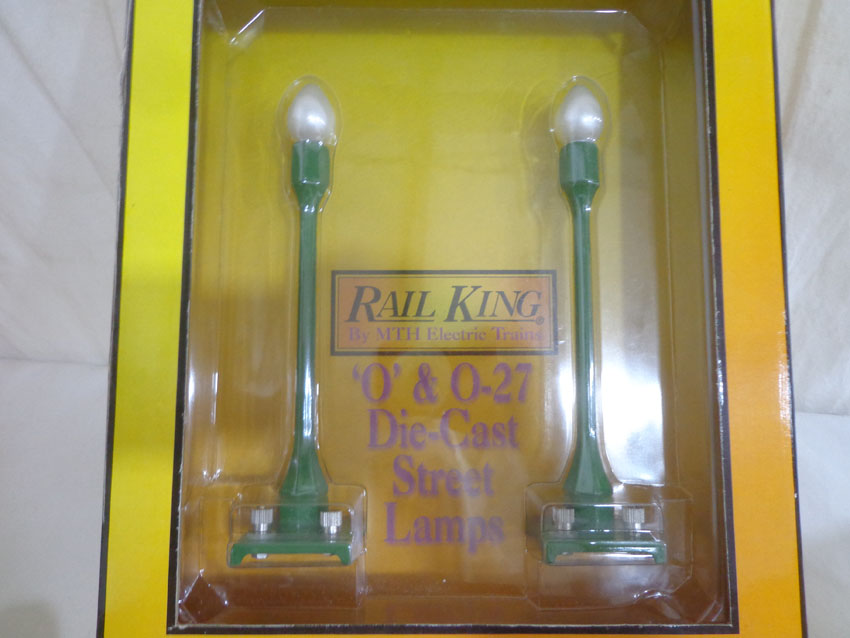 RAIL KING®
By MTH Electric Trains
'O' & O-27
Die-Cast
Street
Lamps